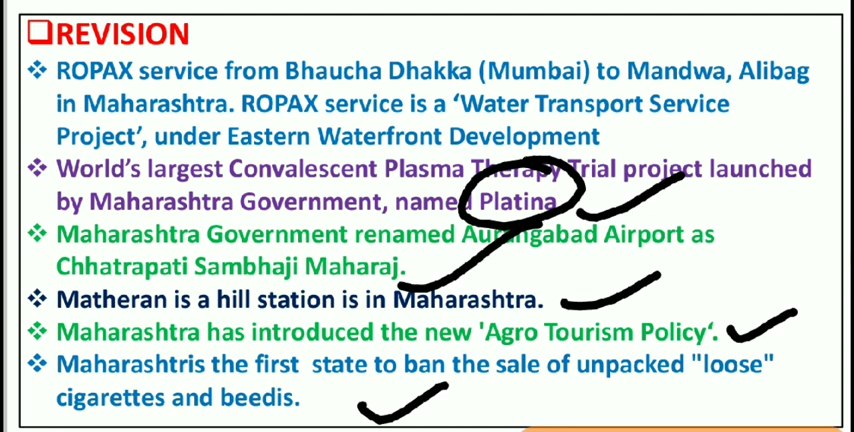 ❑REVISION
❖ ROPAX service from Bhaucha Dhakka (Mumbai) to Mandwa, Alibag
in Maharashtra. ROPAX service is a ‘Water Transport Service
Project’, under Eastern Waterfront Development
❖ World’s largest Convalescent Plasma Therapy Trial project launched
by Maharashtra Government, named Platina
❖ Maharashtra Government renamed Aurangabad Airport as
Chhatrapati Sambhaji Maharaj.
❖ Matheran is a hill station is in Maharashtra.
❖ Maharashtra has introduced the new 'Agro Tourism Policy‘.
❖ Maharashtris the first state to ban the sale of unpacked "loose"
cigarettes and beedis.